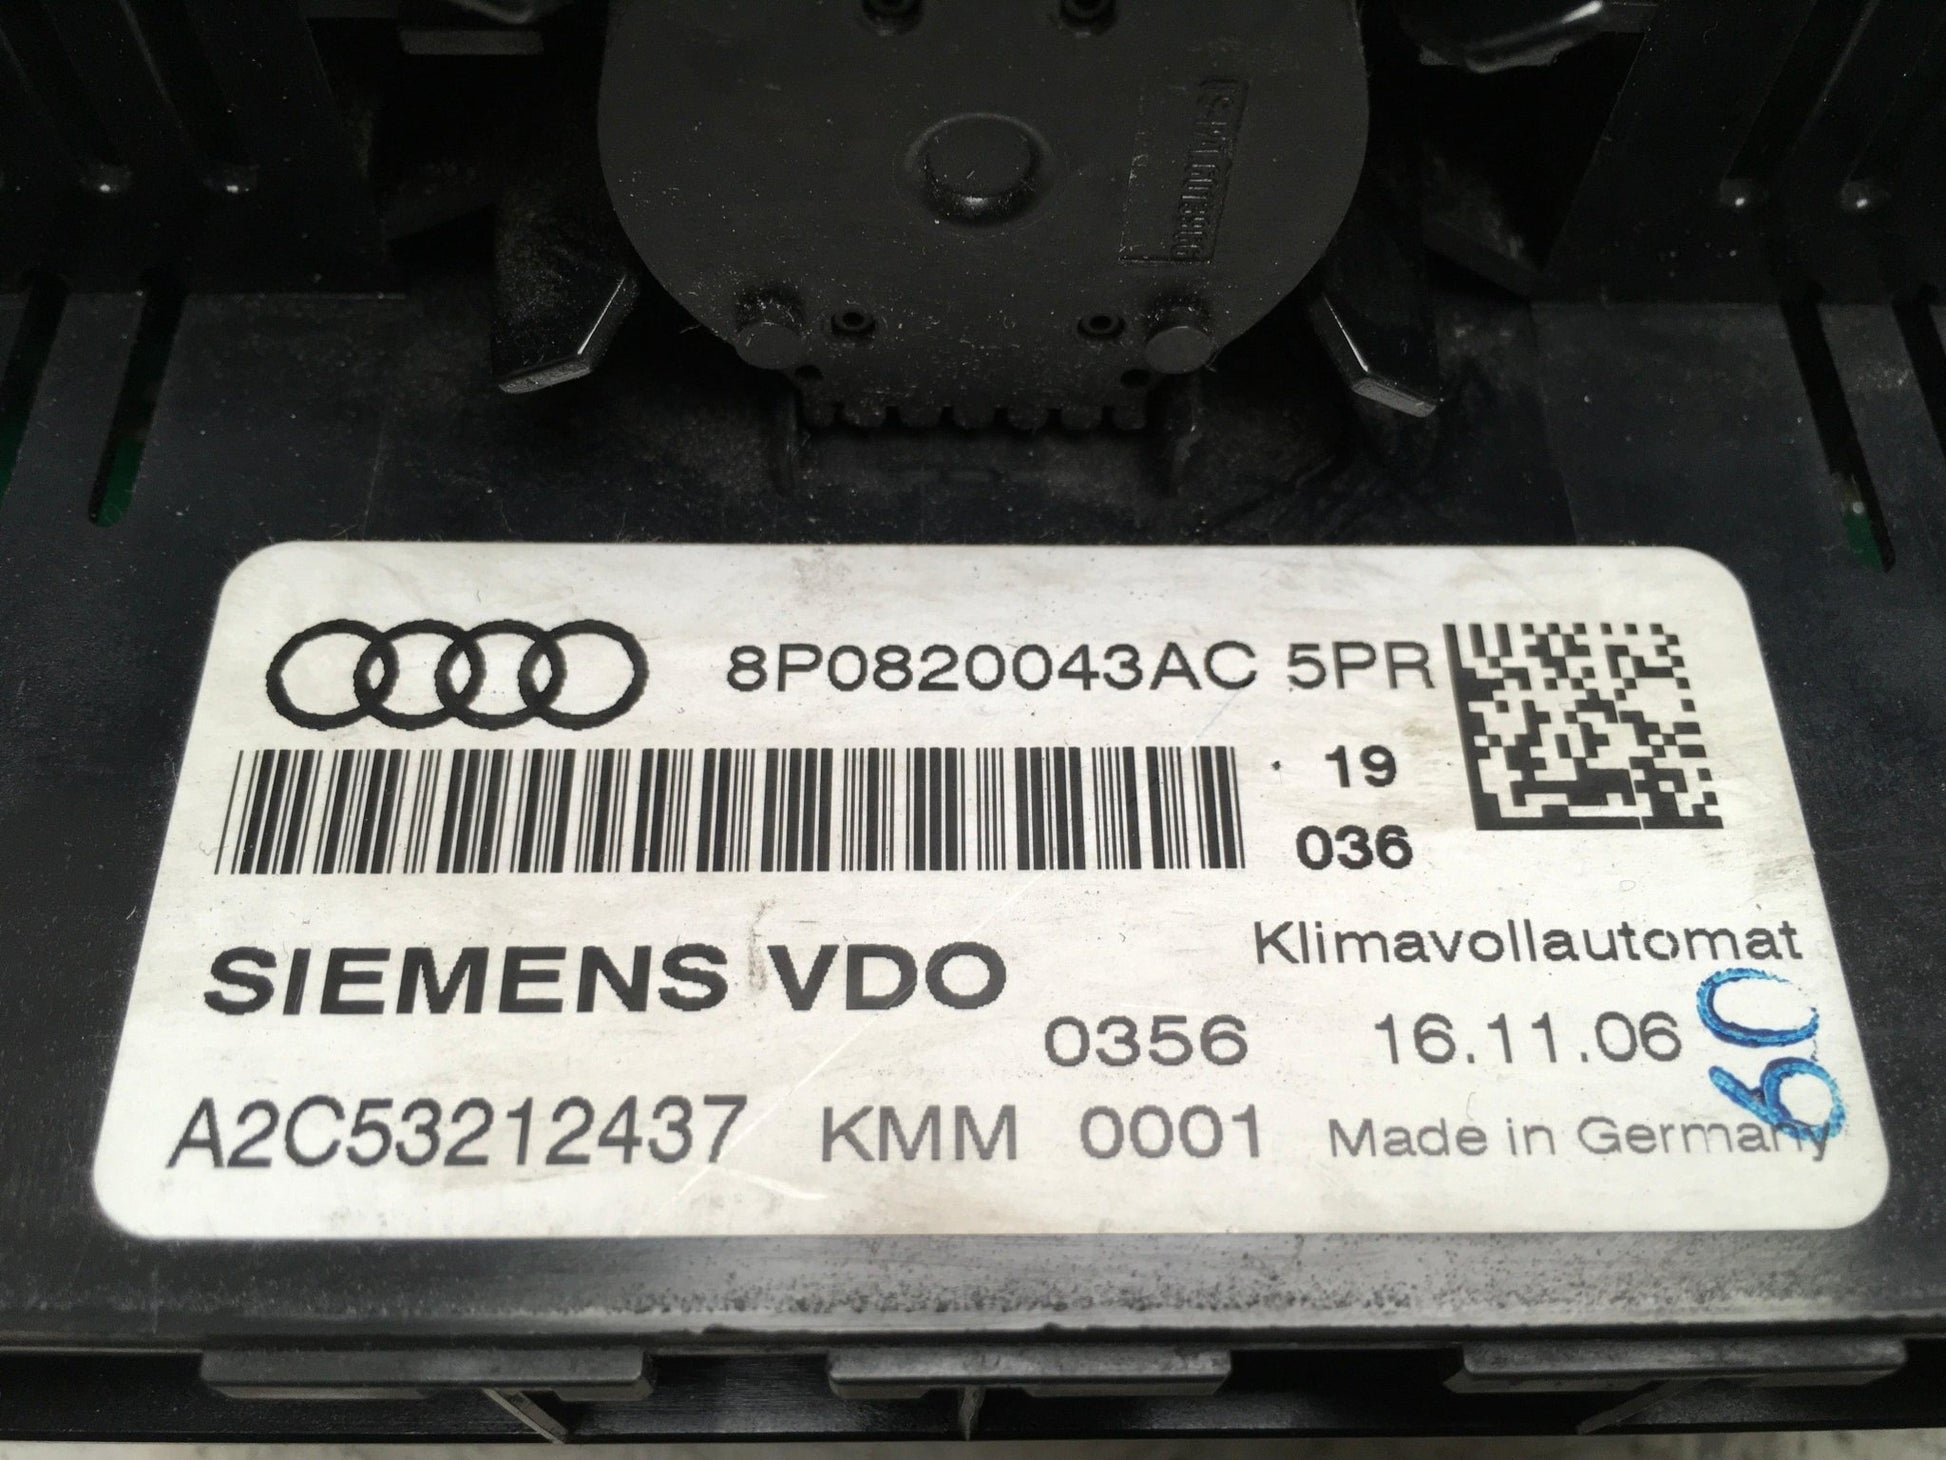 8P0820043AC 5PR
19
036
Klimavollautomat
SIEMENS VDO
0356 16.11.06
A2C53212437 KMM 0001 Made in Germany